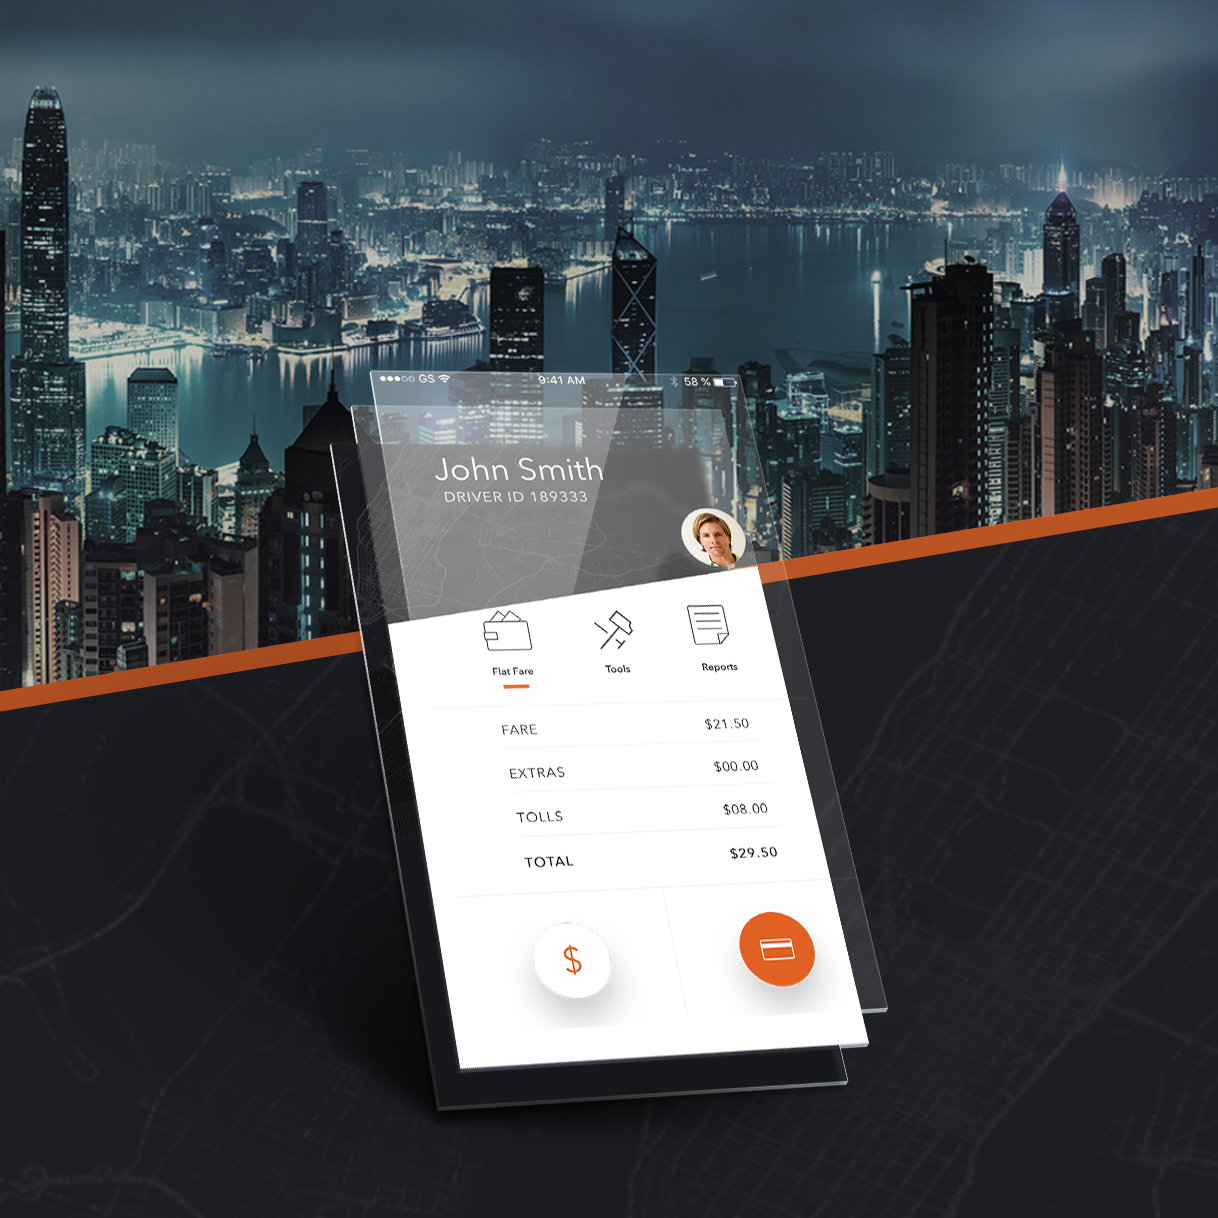 ●●●○○ GS 9:41 AM 58 %
John Smith
DRIVER ID 189333
Flat Fare Tools Reports
FARE $21.50
EXTRAS $00.00
TOLLS $08.00
TOTAL $29.50
$